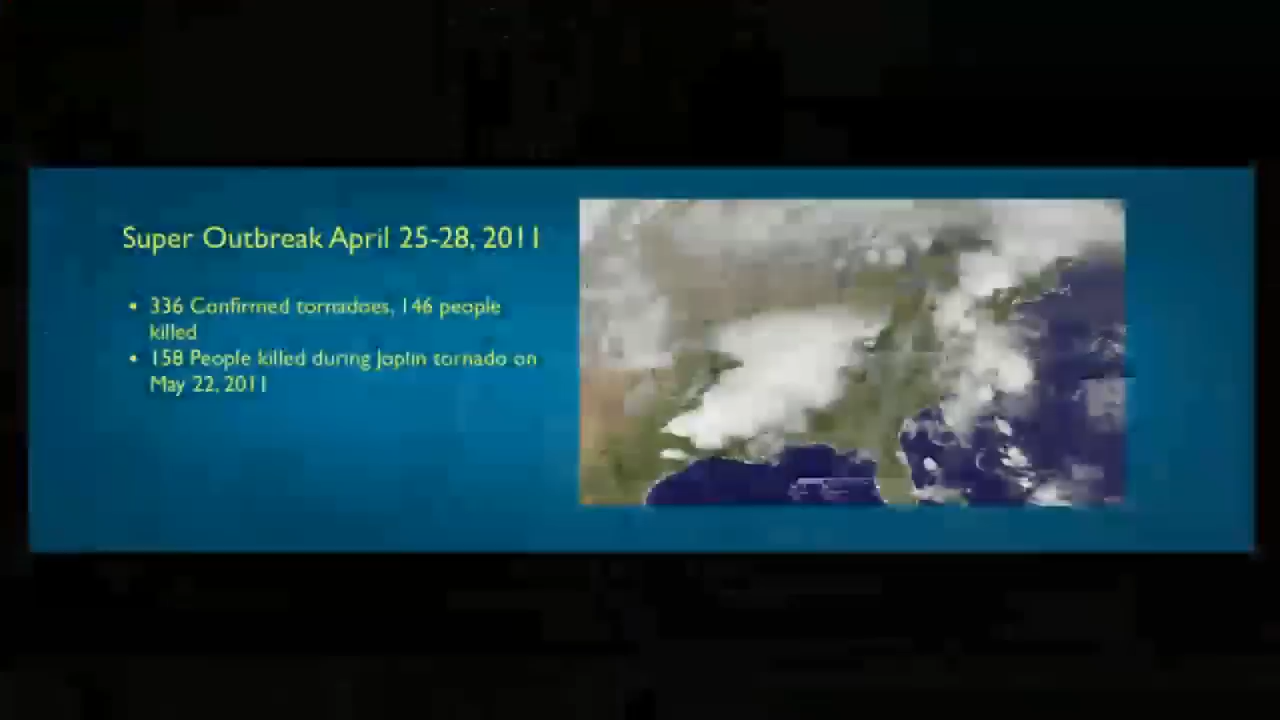 Super Outbreak April 25-28, 2011
• 336 Confirmed tornadoes, 146 people
killed
• 158 People killed during Joplin tornado on
May 22, 2011